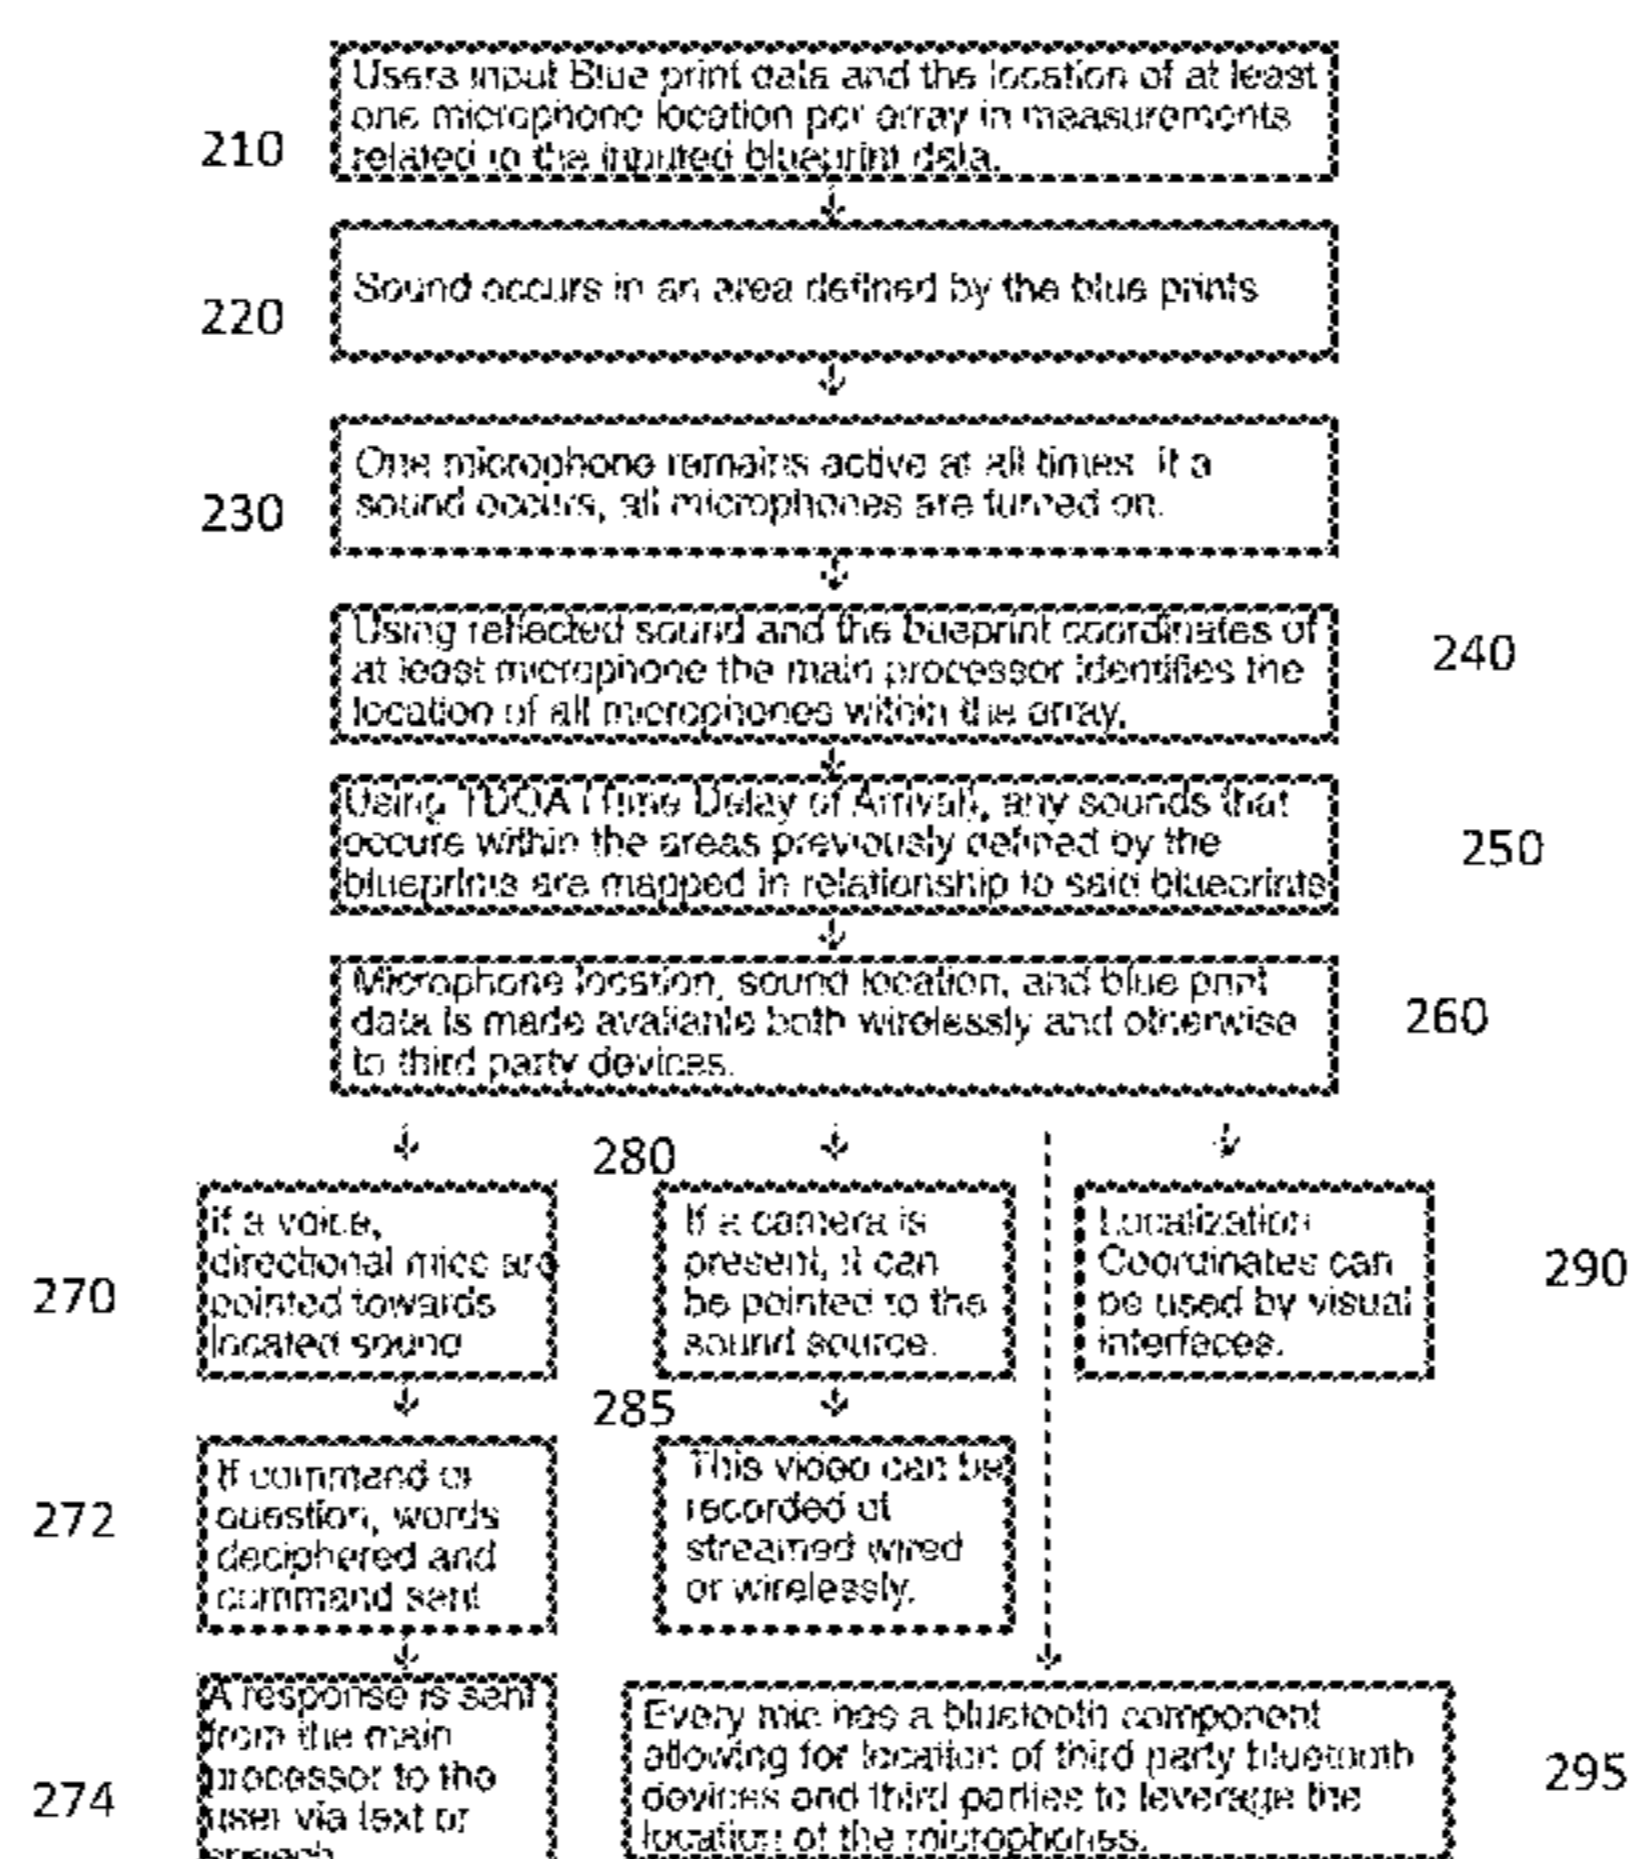 210
Users input Blue print data and the location of at least
one microphone location per array in measurements
related to the inputed blueprint data.
220
Sound occurs in an area defined by the blue prints
230
One microphone remains active at all times. If a
sound occurs, all microphones are turned on.
240
Using reflected sound and the bueprint coordinates of
at least microphone the main processor identifies the
location of all microphones within the array.
250
Using TDOA (Time Delay of Arrival), any sounds that
occure within the areas previously defined by the
blueprints are mapped in relationship to said blueprints
260
Microphone location, sound location, and blue print
data is made avaliable both wirelessly and otherwise
to third party devices.
270
If a voice,
directional mics are
pointed towards
located sound
280
If a camera is
present, it can
be pointed to the
sound source.
290
Localization
Coordinates can
be used by visual
interfaces.
272
If command or
question, words
deciphered and
command sent
285
This video can be
recorded of
streamed wired
or wirelessly.
274
A response is sent
from the main
processor to the
user via text or
speech
295
Every mic has a bluetooth component
allowing for location of third party bluetooth
devices and third parties to leverage the
location of the microphones.